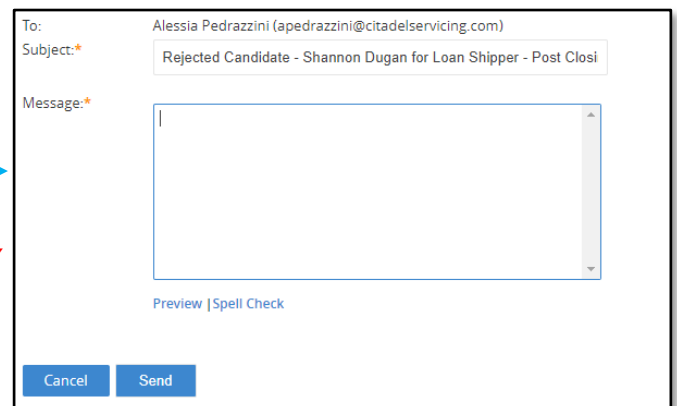 To: Alessia Pedrazzini (apedrazzini@citadelservicing.com)
Subject:* Rejected Candidate - Shannon Dugan for Loan Shipper - Post Closi
Message:*
Preview | Spell Check
Cancel Send